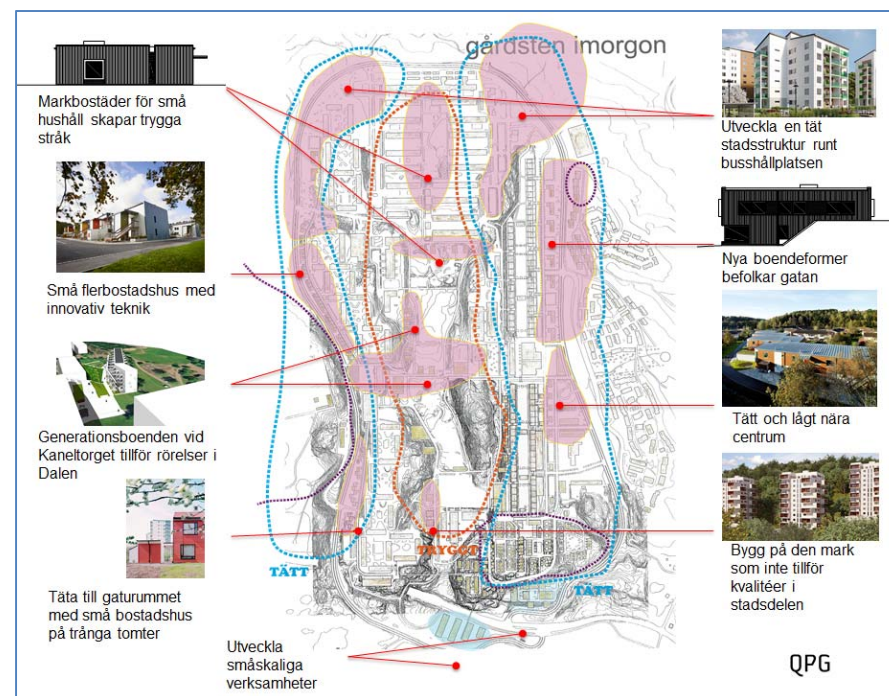 gårdsten imorgon
Markbostäder för små
hushåll skapar trygga
stråk
Små flerbostadshus med
innovativ teknik
Generationsboenden vid
Kaneltorget tillför rörelser i
Dalen
Täta till gaturummet
med små bostadshus
på trånga tomter
TÄTT
TRYGGT
TÄTT
Utveckla
småskaliga
verksamheter
Utveckla en tät
stadsstruktur runt
busshållplatsen
Nya boendeformer
befolkar gatan
Tätt och lågt nära
centrum
Bygg på den mark
som inte tillför
kvalitéer i
stadsdelen
QPG